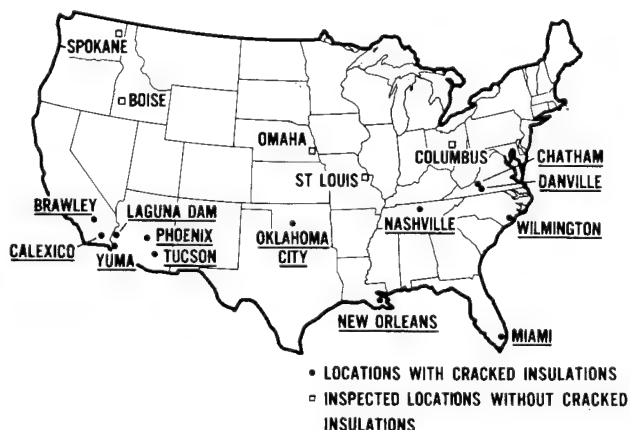 SPOKANE
BOISE
OMAHA
COLUMBUS
CHATHAM
ST LOUIS
DANVILLE
BRAWLEY
LAGUNA DAM
NASHVILLE
WILMINGTON
PHOENIX
OKLAHOMA
CITY
CALEXICO
YUMA
TUCSON
NEW ORLEANS
MIAMI
• LOCATIONS WITH CRACKED INSULATIONS
□ INSPECTED LOCATIONS WITHOUT CRACKED
INSULATIONS